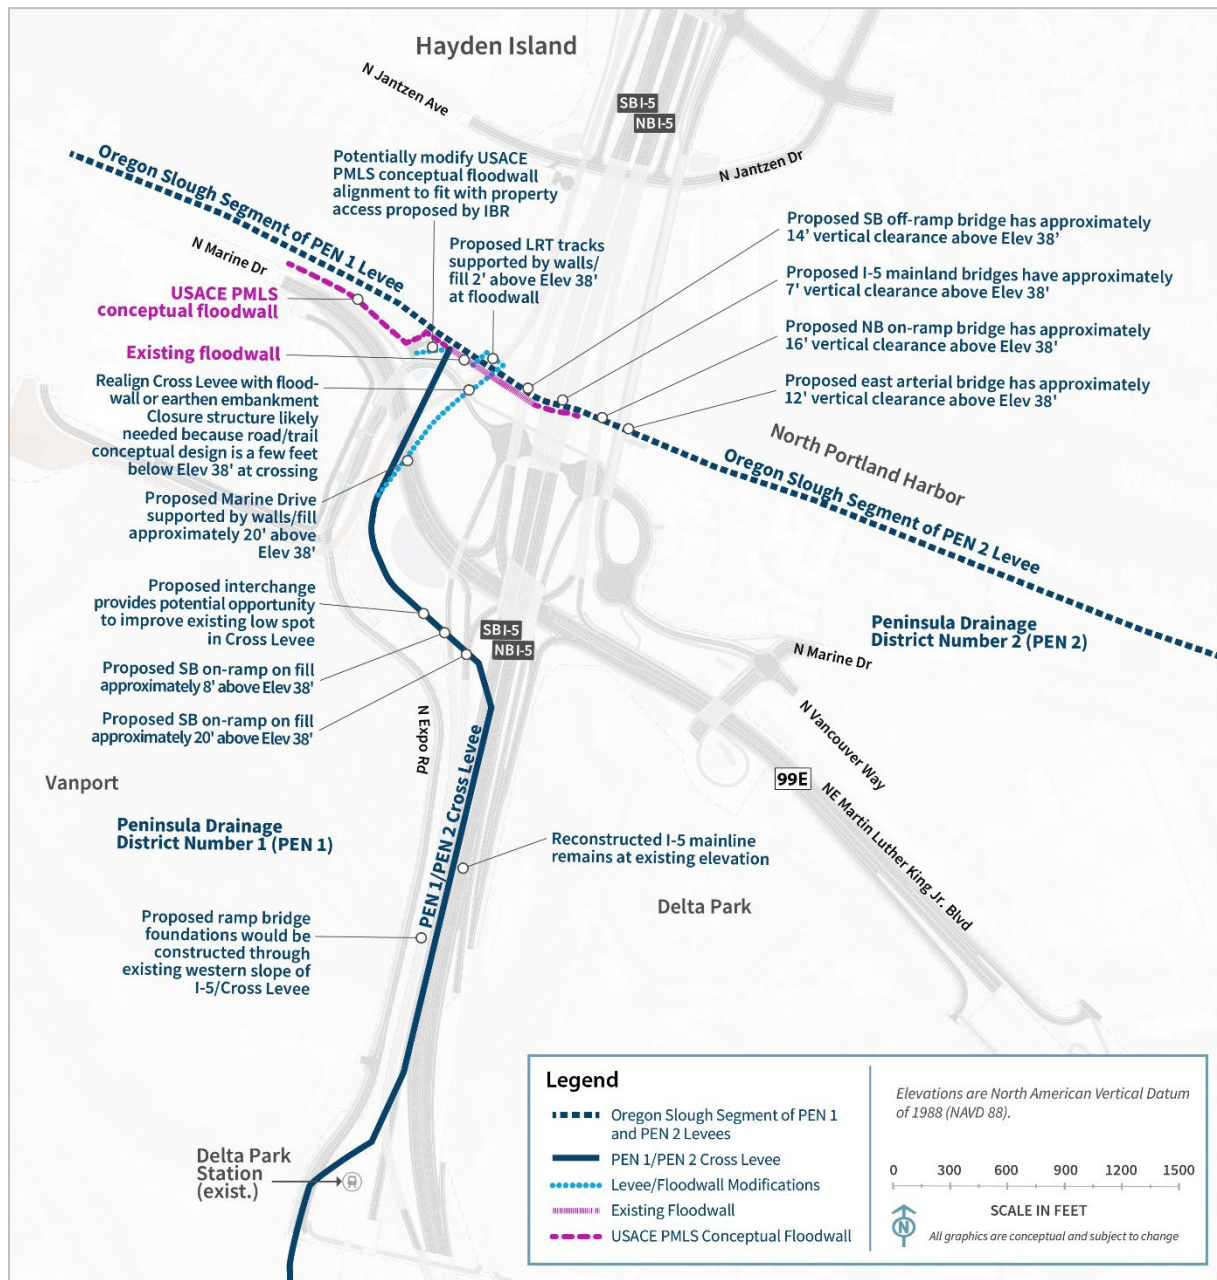 Hayden Island
N Jantzen Ave
SB I-5
NB I-5
N Jantzen Dr
Oregon Slough Segment of PEN 1 Levee
Potentially modify USACE
PMLS conceptual floodwall
alignment to fit with property
access proposed by IBR
N Marine Dr
Proposed LRT tracks
supported by walls/
fill 2' above Elev 38'
at floodwall
Proposed SB off-ramp bridge has approximately
14' vertical clearance above Elev 38'
Proposed I-5 mainland bridges have approximately
7' vertical clearance above Elev 38'
Proposed NB on-ramp bridge has approximately
16' vertical clearance above Elev 38'
Proposed east arterial bridge has approximately
12' vertical clearance above Elev 38'
USACE PMLS
conceptual floodwall
Existing floodwall
Realign Cross Levee with flood-
wall or earthen embankment
Closure structure likely
needed because road/trail
conceptual design is a few feet
below Elev 38' at crossing
Proposed Marine Drive
supported by walls/fill
approximately 20' above
Elev 38'
North Portland Harbor
Oregon Slough Segment of PEN 2 Levee
Proposed interchange
provides potential opportunity
to improve existing low spot
in Cross Levee
Proposed SB on-ramp on fill
approximately 8' above Elev 38'
Proposed SB on-ramp on fill
approximately 20' above Elev 38'
SB I-5
NB I-5
Peninsula Drainage
District Number 2 (PEN 2)
N Marine Dr
N Vancouver Way
N Expo Rd
99E
NE Martin Luther King Jr. Blvd
Vanport
PEN 1/PEN 2 Cross Levee
Peninsula Drainage
District Number 1 (PEN 1)
Reconstructed I-5 mainline
remains at existing elevation
Delta Park
Proposed ramp bridge
foundations would be
constructed through
existing western slope of
I-5/Cross Levee
Delta Park
Station
(exist.)
Legend
Oregon Slough Segment of PEN 1
and PEN 2 Levees
PEN 1/PEN 2 Cross Levee
Levee/Floodwall Modifications
Existing Floodwall
USACE PMLS Conceptual Floodwall
Elevations are North American Vertical Datum
of 1988 (NAVD 88).
0 300 600 900 1200 1500
SCALE IN FEET
N
All graphics are conceptual and subject to change